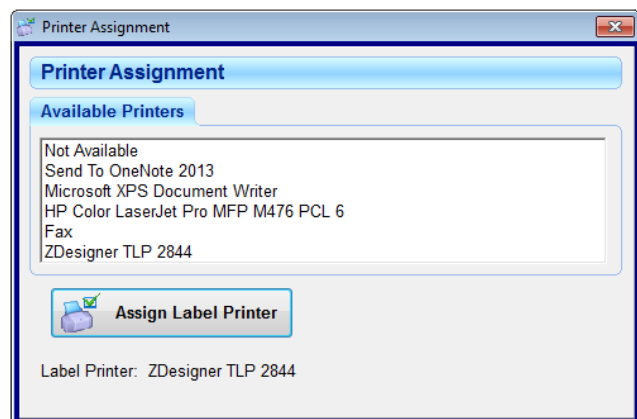 Printer Assignment
Printer Assignment
Available Printers
Not Available
Send To OneNote 2013
Microsoft XPS Document Writer
HP Color LaserJet Pro MFP M476 PCL 6
Fax
ZDesigner TLP 2844
Assign Label Printer
Label Printer: ZDesigner TLP 2844